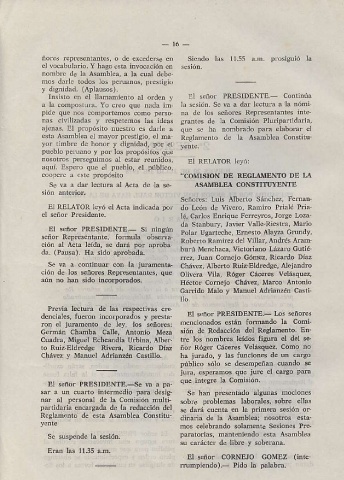 — 16 —
ñores representantes, o de excederse en
el vocabulario. Y hago esta invocación en
nombre de la Asamblea, a la cual debe-
mos darle todos los peruanos, prestigio
y dignidad. (Aplausos).
Insisto en el llamamiento al orden y
a la compostura. Yo creo que nada im-
pide que nos comportemos como perso-
nas civilizadas y respetemos las ideas
ajenas. El propósito nuestro es darle a
esta Asamblea el mayor prestigio, el ma-
yor timbre de honor y dignidad, por el
pueblo peruano y por los propósitos que
nosotros perseguimos al estar reunidos,
aquí. Espero que el pueblo, el público,
coopere a este propósito
Se va a dar lectura al Acta de la se-
sión anterior.
El RELATOR leyó el Acta indicada por
el señor Presidente.
El señor PRESIDENTE.— Si ningún
señor Representante, formula observa-
ción al Acta leída, se dará por aproba-
da. (Pausa). Ha sido aprobada.
Se va a continuar con la juramenta-
ción de los señores Representantes, que
aún no han sido incorporados.
Previa lectura de las respectivas cre-
denciales, fueron incorporados y presta-
ron el juramento de ley, los señores:
Germán Chamba Calle, Antonio Meza
Cuadra, Miguel Echeandía Urbina, Alber-
to Ruiz-Eldredge Rivera, Ricardo Díaz
Chávez y Manuel Adrianzén Castillo.
El señor PRESIDENTE.—Se va a pa-
sar a un cuarto intermedio para desig-
nar al personal de la Comisión multi-
partidaria encargada de la redacción del
Reglamento de esta Asamblea Constitu-
yente
Se suspende la sesión.
Eran las 11.35 a.m.
Siendo las 11.55 a.m. prosiguió la
sesión.
El señor PRESIDENTE.— Continúa
la sesión. Se va a dar lectura a la nómi-
na de los señores Representantes inte-
grantes de la Comisión Pluripartidaria,
que se ha nombrado para elaborar el
Reglamento de la Asamblea Constitu-
yente.
El RELATOR leyó:
"COMISION DE REGLAMENTO DE LA
ASAMBLEA CONSTITUYENTE
Señores: Luis Alberto Sánchez, Fernan-
do León de Vivero, Ramiro Prialé Pria-
lé, Carlos Enrique Ferreyros, Jorge Loza-
da Stanbury, Javier Valle-Riestra, Mario
Polar Ugarteche, Ernesto Alayza Grundy,
Roberto Ramírez del Villar, Andrés Aram-
burú Menchaca, Victoriano Lázaro Gutié-
rrez, Juan Cornejo Gómez, Ricardo Díaz
Chávez, Alberto Ruiz-Eldredge, Alejandro
Olivera Vila, Róger Cáceres Velásquez,
Héctor Cornejo Chávez, Marco Antonio
Garrido Malo y Manuel Adrianzén Casti-
llo.
El señor PRESIDENTE.— Los señores
mencionados están formando la Comi-
sión de Redacción del Reglamento. En-
tre los nombres leídos figura el del se-
ñor Róger Cáceres Velásquez. Como no
ha jurado, y las funciones de un cargo
público sólo se desempeñan cuando se
jura, esperamos que jure el cargo para
que integre la Comisión.
Se han presentado algunas mociones
sobre problemas laborales, sobre ellas
se dará cuenta en la primera sesión or-
dinaria de la Asamblea; nosotros esta-
mos celebrando solamente Sesiones Pre-
paratorias, manteniendo esta Asamblea
su carácter de libre y soberana.
El señor CORNEJO GOMEZ (inte-
rrumpiendo).— Pido la palabra.